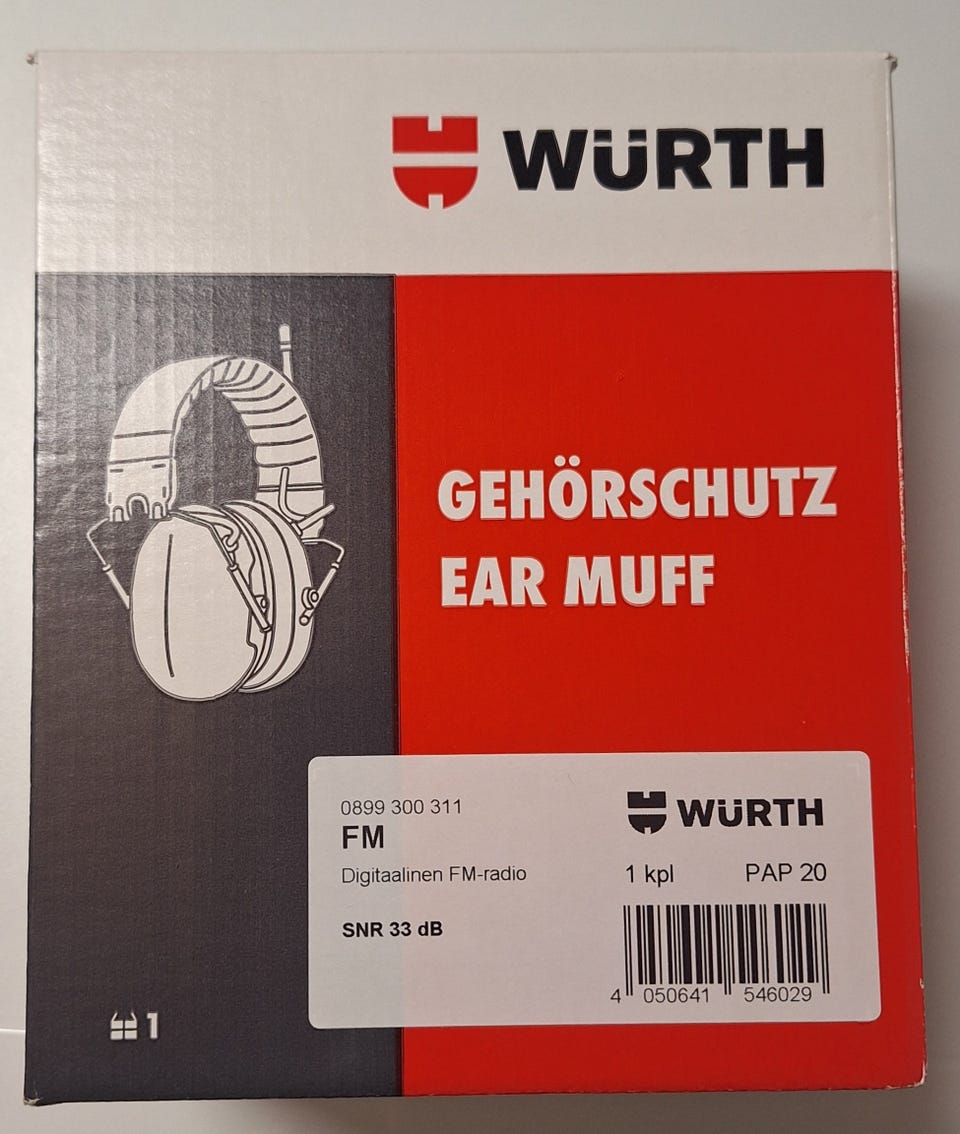 WÜRTH
GEHÖRSCHUTZ
EAR MUFF
0899 300 311
FM
Digitaalinen FM-radio
SNR 33 dB
WÜRTH
1 kpl PAP 20
4 050641 546029
1